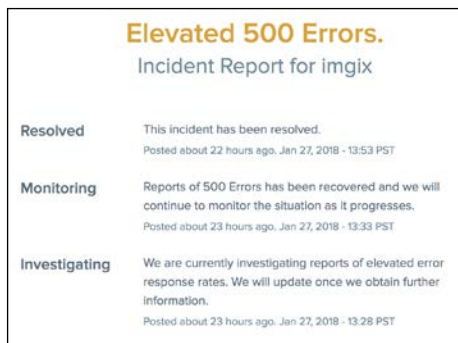 Elevated 500 Errors.
Incident Report for imgix
Resolved
This incident has been resolved.
Posted about 22 hours ago. Jan 27, 2018 - 13:53 PST
Monitoring
Reports of 500 Errors has been recovered and we will
continue to monitor the situation as it progresses.
Posted about 23 hours ago. Jan 27, 2018 - 13:33 PST
Investigating
We are currently investigating reports of elevated error
response rates. We will update once we obtain further
information.
Posted about 23 hours ago. Jan 27, 2018 - 13:28 PST